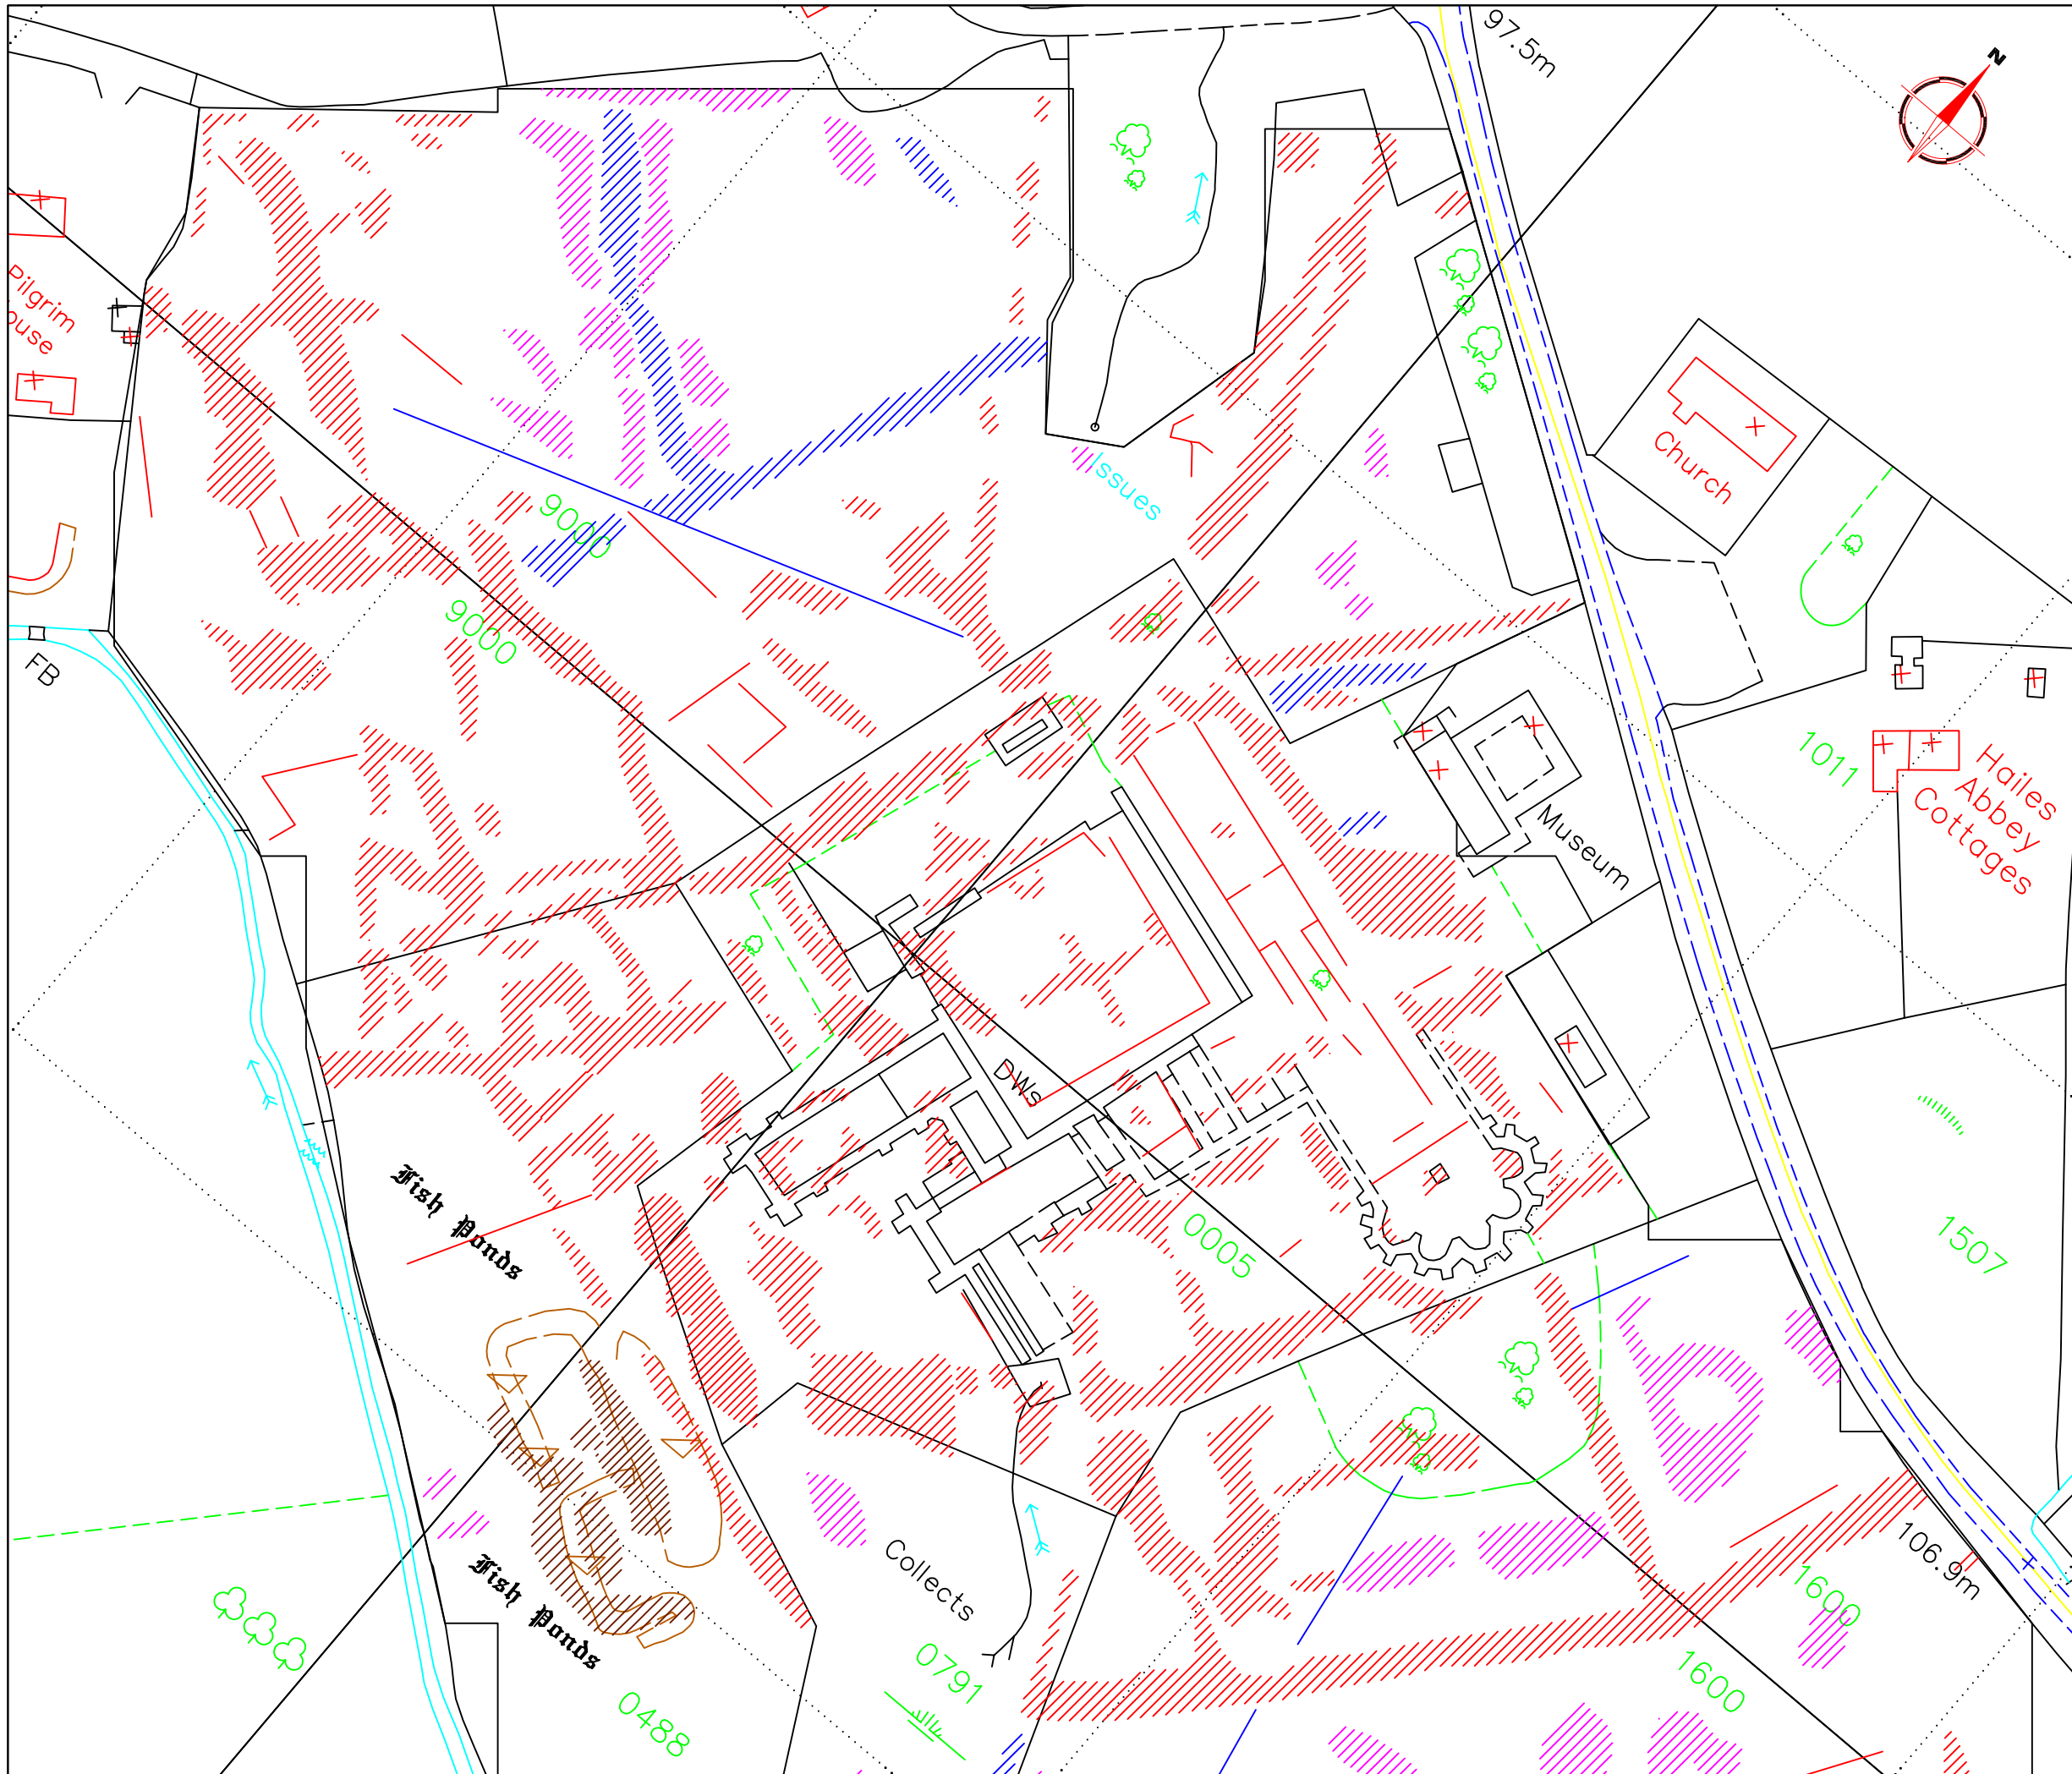 97.5m
N
Pilgrim
ouse
Church
Issues
9000
9000
FB
1011
Hailes
Abbey
Cottages
Museum
DWs
Fish Ponds
0005
1507
Collects
106.9m
Fish Ponds
1600
0791
1600
0488